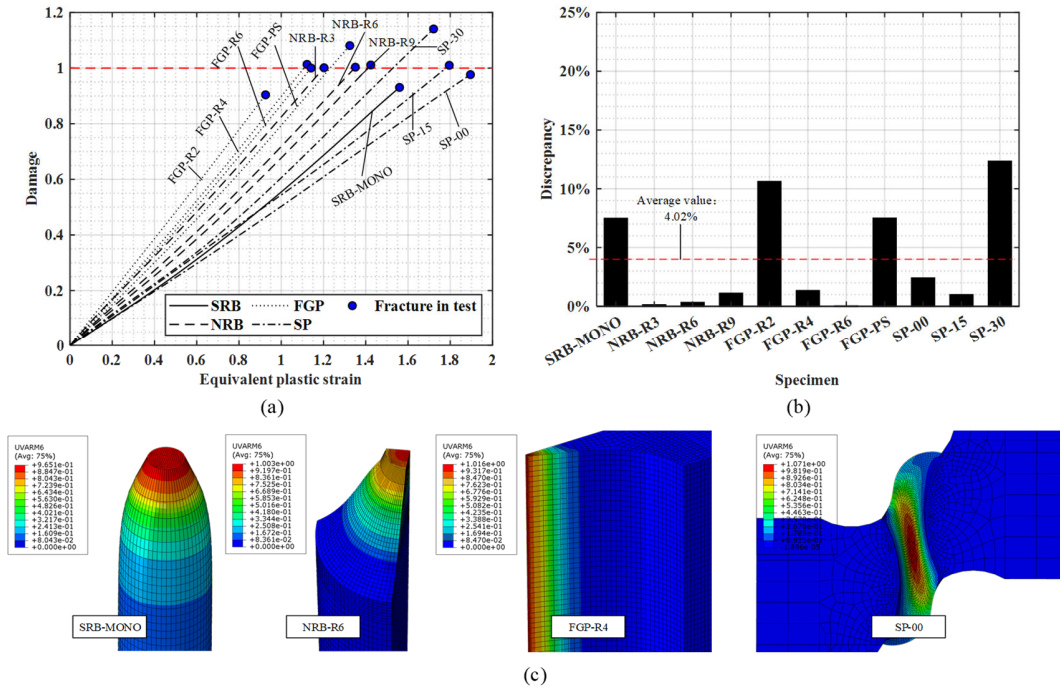 1.2
1
0.8
0.6
0.4
0.2
0
Damage
FGP-R2
FGP-R4
FGP-R6
FGP-PS
NRB-R3
NRB-R6
NRB-R9
SP-30
SP-15
SP-00
SRB-MONO
SRB FGP Fracture in test
NRB SP
0 0.2 0.4 0.6 0.8 1 1.2 1.4 1.6 1.8 2
Equivalent plastic strain
(a)
25%
20%
15%
10%
5%
0%
Discrepancy
Average value:
4.02%
SRB-MONO NRB-R3 NRB-R6 NRB-R9 FGP-R2 FGP-R4 FGP-R6 FGP-PS SP-00 SP-15 SP-30
Specimen
(b)
UVARM6
(Avg: 75%)
+9.651e-01
+8.847e-01
+8.043e-01
+7.239e-01
+6.434e-01
+5.630e-01
+4.826e-01
+4.021e-01
+3.217e-01
+2.413e-01
+1.609e-01
+8.043e-02
+0.000e+00
SRB-MONO
UVARM6
(Avg: 75%)
+1.003e+00
+9.197e-01
+8.361e-01
+7.525e-01
+6.689e-01
+5.853e-01
+5.016e-01
+4.180e-01
+3.344e-01
+2.508e-01
+1.672e-01
+8.361e-02
+0.000e+00
NRB-R6
UVARM6
(Avg: 75%)
+1.016e+00
+9.317e-01
+8.470e-01
+7.623e-01
+6.776e-01
+5.929e-01
+5.082e-01
+4.235e-01
+3.388e-01
+2.541e-01
+1.694e-01
+8.470e-02
+0.000e+00
FGP-R4
UVARM6
(Avg: 75%)
+1.071e+00
+9.819e-01
+8.926e-01
+8.034e-01
+7.141e-01
+6.248e-01
+5.356e-01
+4.463e-01
SP-00
(c)